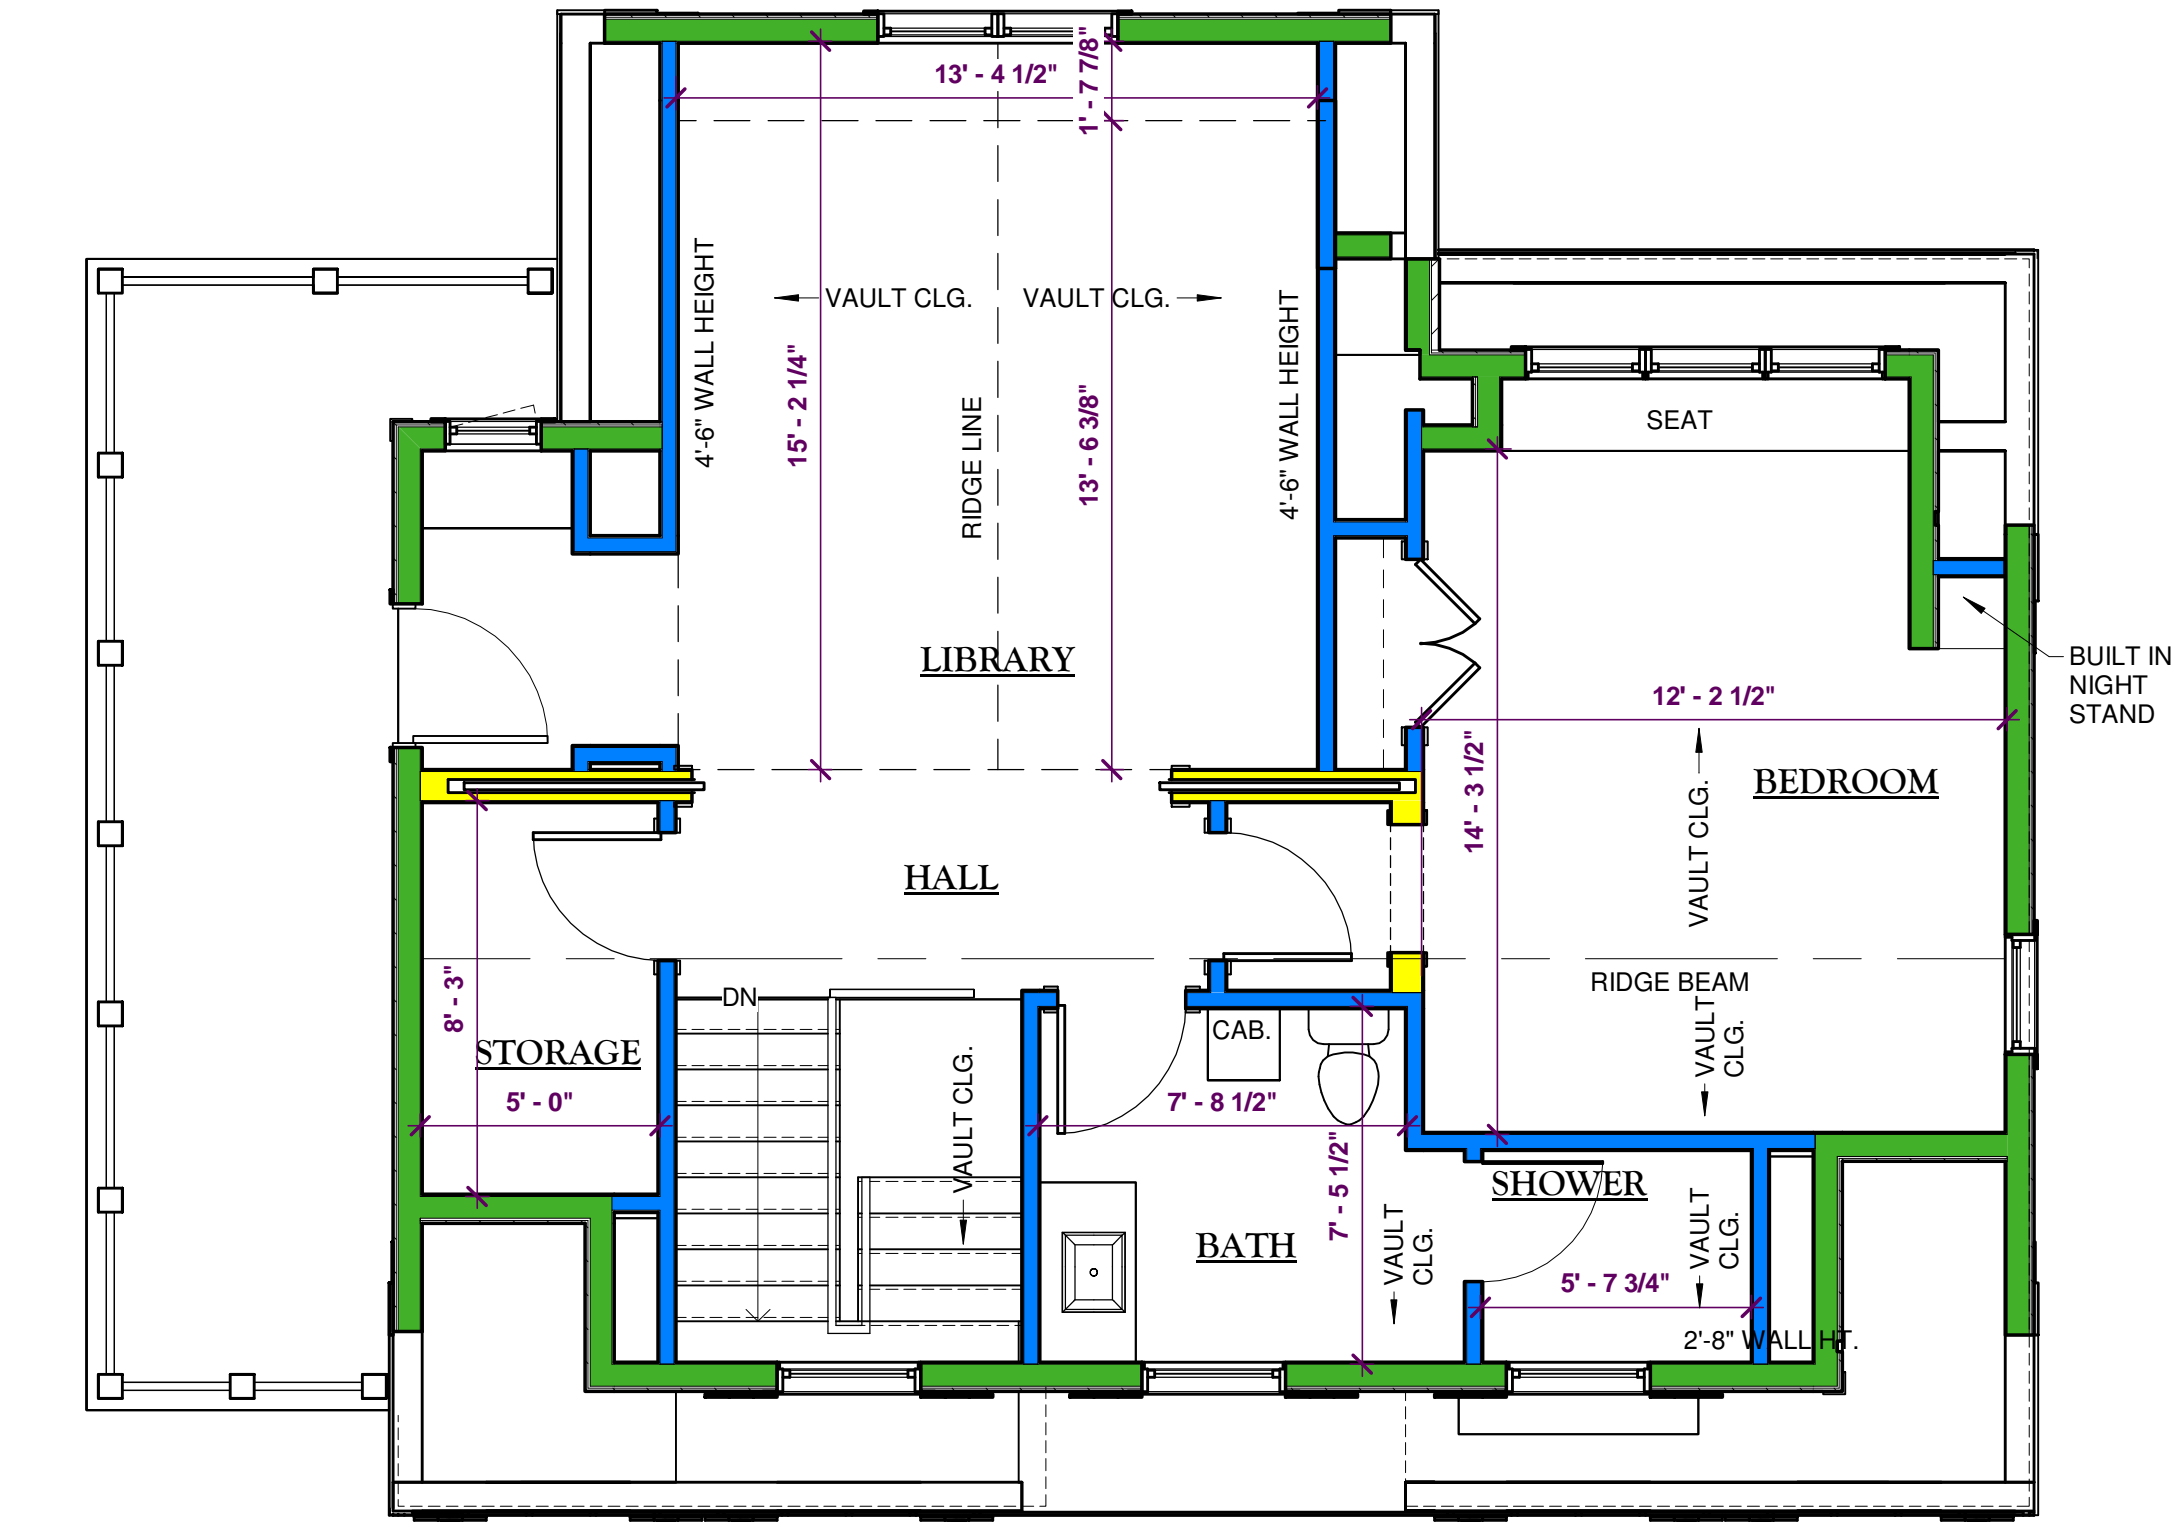 13' - 4 1/2"
1' - 7 7/8"
4'-6" WALL HEIGHT
VAULT CLG.
VAULT CLG.
4'-6" WALL HEIGHT
15' - 2 1/4"
RIDGE LINE
13' - 6 3/8"
SEAT
LIBRARY
BUILT IN
NIGHT
STAND
12' - 2 1/2"
14' - 3 1/2"
VAULT CLG.
BEDROOM
HALL
8' - 3"
DN
RIDGE BEAM
VAULT
CLG.
CAB.
STORAGE
5' - 0"
VAULT CLG.
7' - 8 1/2"
7' - 5 1/2"
SHOWER
BATH
VAULT
CLG.
VAULT
CLG.
5' - 7 3/4"
2'-8" WALL HT.